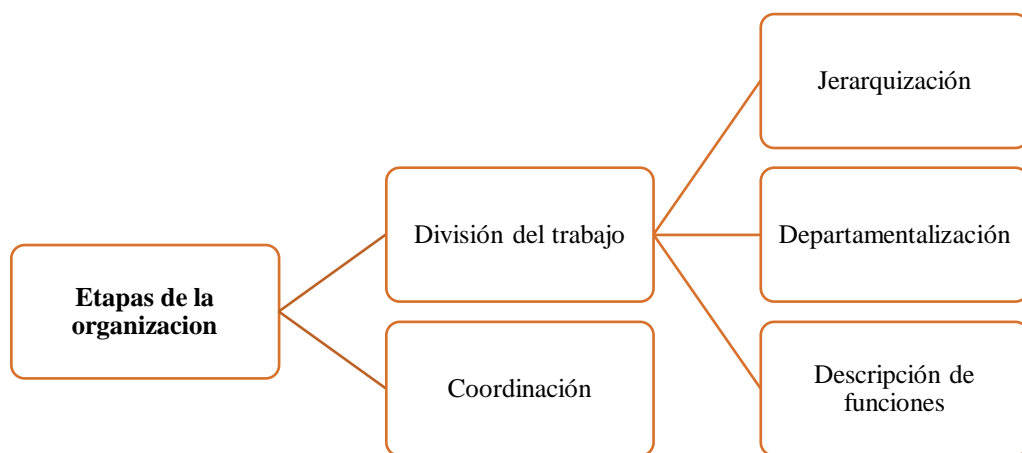 Etapas de la
organizacion
División del trabajo
Coordinación
Jerarquización
Departamentalización
Descripción de
funciones